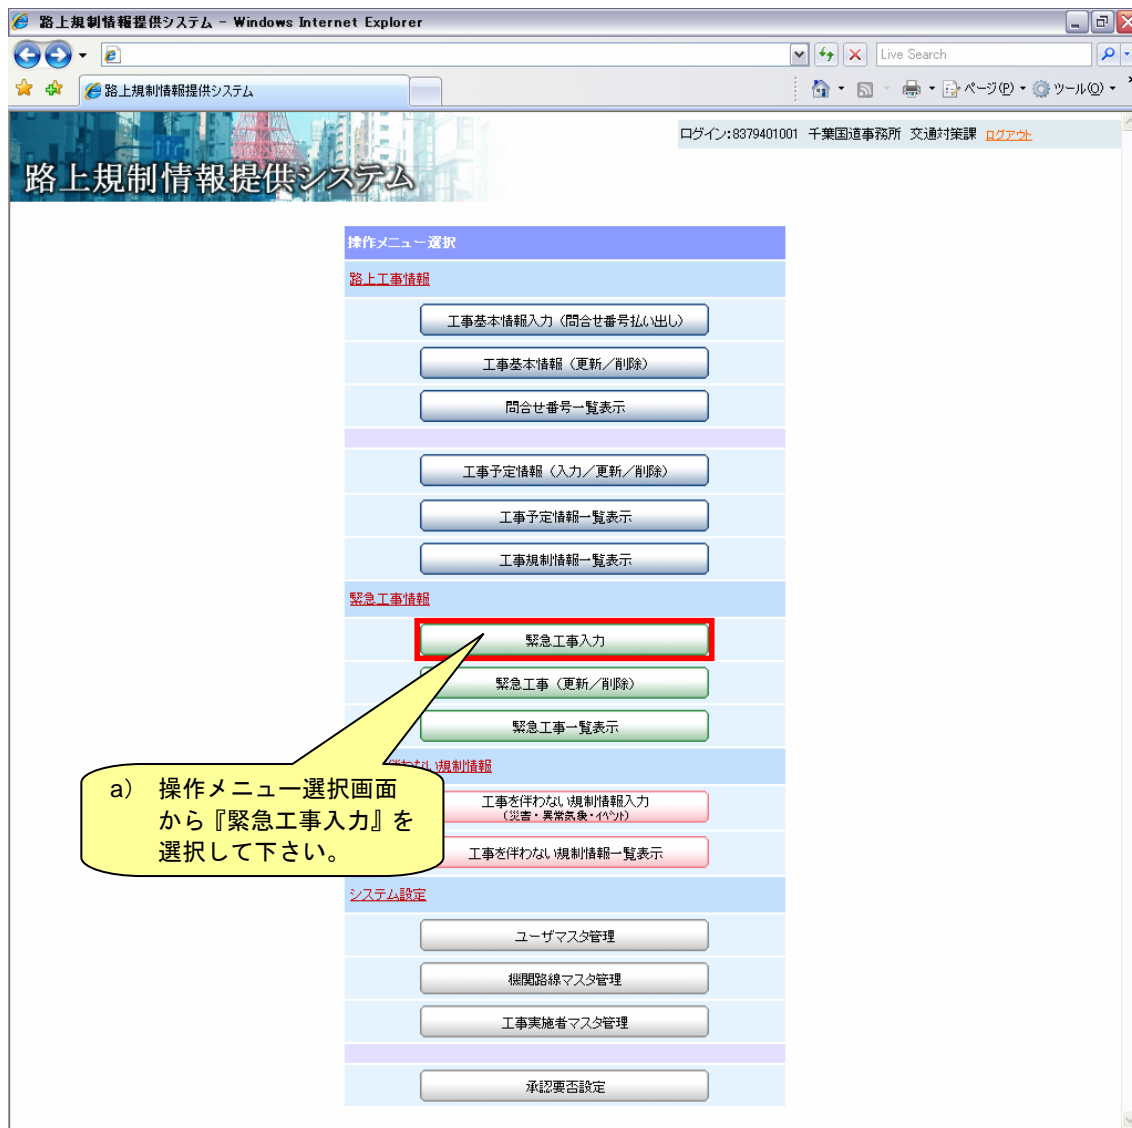 路上規制情報提供システム - Windows Internet Explorer
Live Search
路上規制情報提供システム
ページ(P)
ツール(O)
ログイン:8379401001 千葉国道事務所 交通対策課 ログアウト
路上規制情報提供システム
操作メニュー選択
路上工事情報
工事基本情報入力（問合せ番号払い出し）
工事基本情報（更新／削除）
問合せ番号一覧表示
工事予定情報（入力／更新／削除）
工事予定情報一覧表示
工事規制情報一覧表示
緊急工事情報
緊急工事入力
緊急工事（更新／削除）
緊急工事一覧表示
伴わない規制情報
a） 操作メニュー選択画面
から『緊急工事入力』を
選択して下さい。
工事を伴わない規制情報入力
（災害・異常気象・イベント）
工事を伴わない規制情報一覧表示
システム設定
ユーザマスタ管理
機関路線マスタ管理
工事実施者マスタ管理
承認要否設定